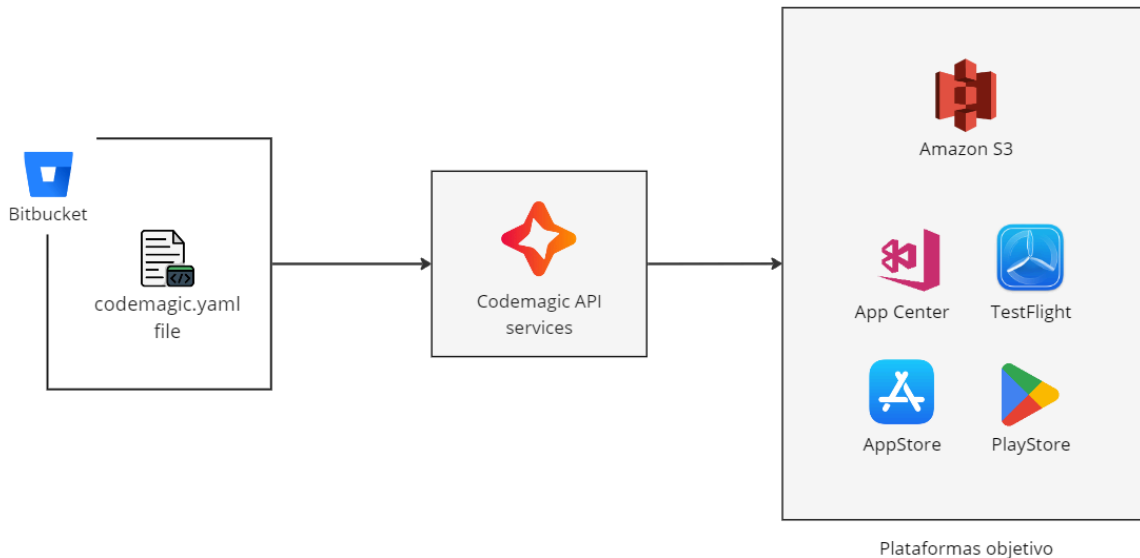 Bitbucket
codemagic.yaml
file
Codemagic API
services
Amazon S3
App Center
TestFlight
AppStore
PlayStore
Plataformas objetivo